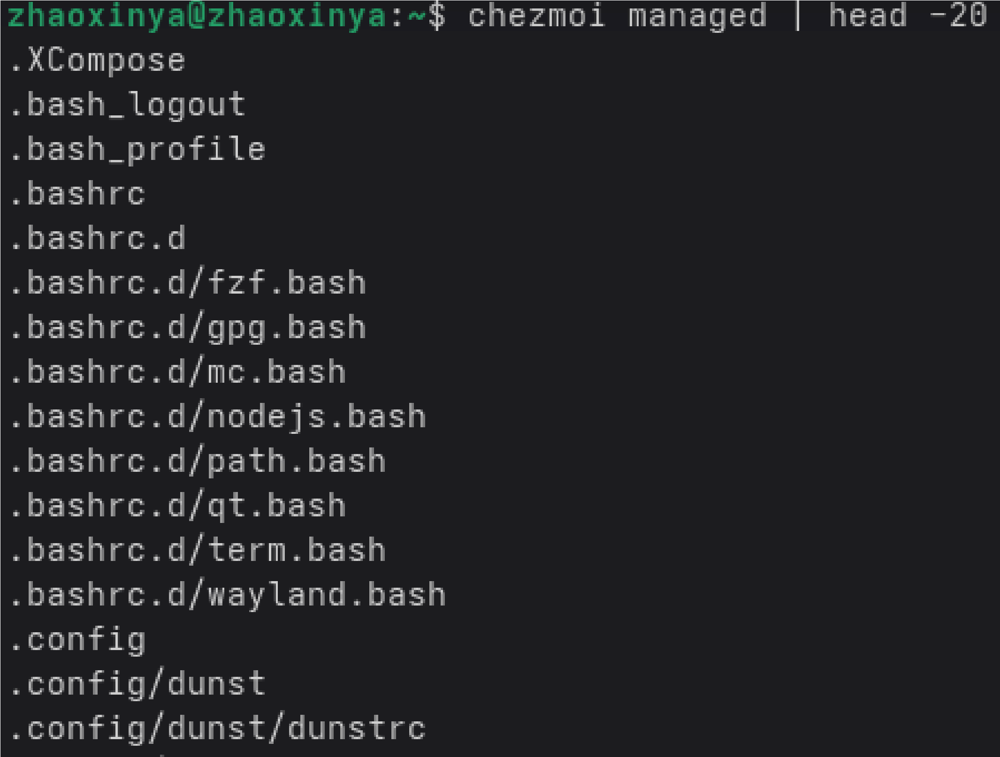 zhaoxinya@zhaoxinya:~$ chezmoi managed | head -20
.XCompose
.bash_logout
.bash_profile
.bashrc
.bashrc.d
.bashrc.d/fzf.bash
.bashrc.d/gpg.bash
.bashrc.d/mc.bash
.bashrc.d/nodejs.bash
.bashrc.d/path.bash
.bashrc.d/qt.bash
.bashrc.d/term.bash
.bashrc.d/wayland.bash
.config
.config/dunst
.config/dunst/dunstrc